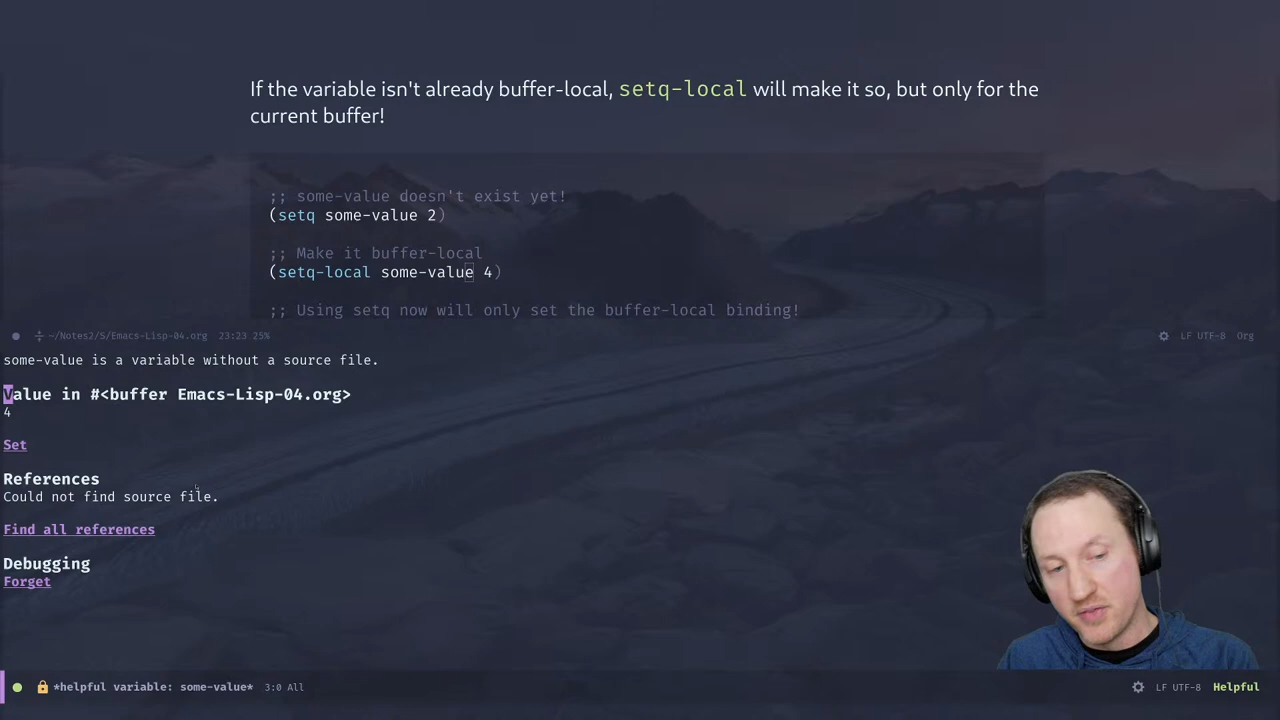 If the variable isn't already buffer-local, setq-local will make it so, but only for the
current buffer!
;; some-value doesn't exist yet!
(setq some-value 2)
;; Make it buffer-local
(setq-local some-value 4)
;; Using setq now will only set the buffer-local binding!
~/Notes2/S/Emacs-Lisp-04.org 23:23 25% LF UTF-8 Org
some-value is a variable without a source file.
Value in #<buffer Emacs-Lisp-04.org>
4
Set
References
Could not find source file.
Find all references
Debugging
Forget
*helpful variable: some-value* 3:0 All LF UTF-8 Helpful